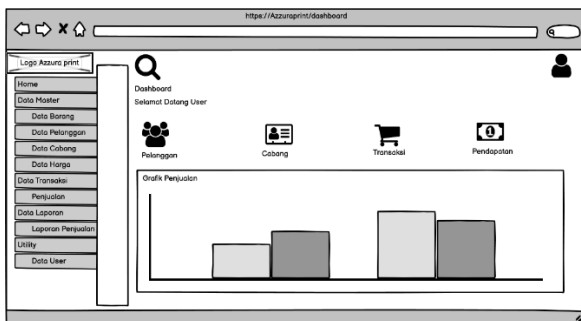 https://Azzuraprint/dashboard
Logo Azzura print
Home
Data Master
Data Barang
Data Pelanggan
Data Cabang
Data Harga
Data Transaksi
Penjualan
Data Laporan
Laporan Penjualan
Utility
Data User
Dashboard
Selamat Datang User
Pelanggan
Cabang
Transaksi
Pendapatan
Grafik Penjualan